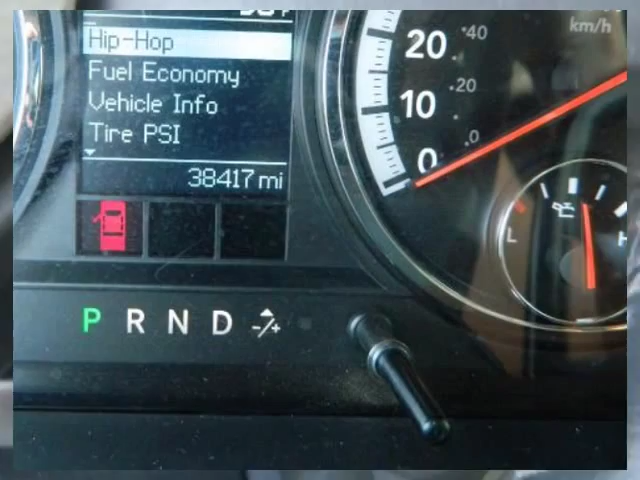 Hip-Hop
Fuel Economy
Vehicle Info
Tire PSI
38417 mi
km/h
20 40
10 20
0 0
L H
P R N D -/+